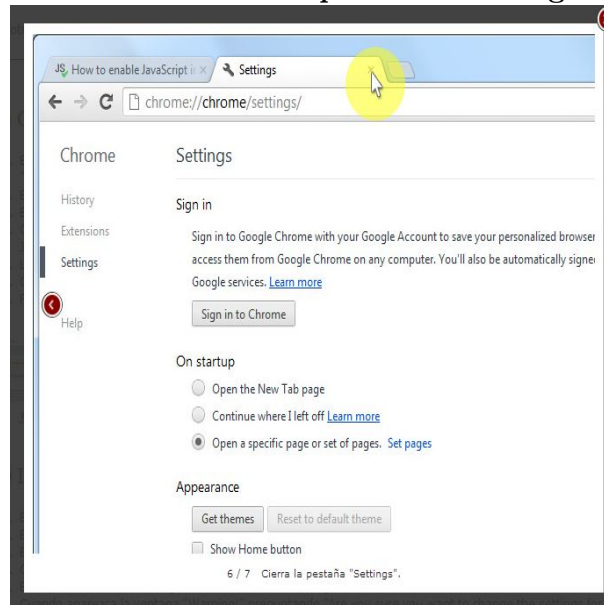 JS How to enable JavaScript i
Settings
chrome://chrome/settings/
Chrome
Settings
History
Extensions
Settings
Help
Sign in
Sign in to Google Chrome with your Google Account to save your personalized browser
access them from Google Chrome on any computer. You'll also be automatically signe
Google services. Learn more
Sign in to Chrome
On startup
Open the New Tab page
Continue where I left off Learn more
Open a specific page or set of pages. Set pages
Appearance
Get themes
Reset to default theme
Show Home button
6 / 7 Cierra la pestaña "Settings".